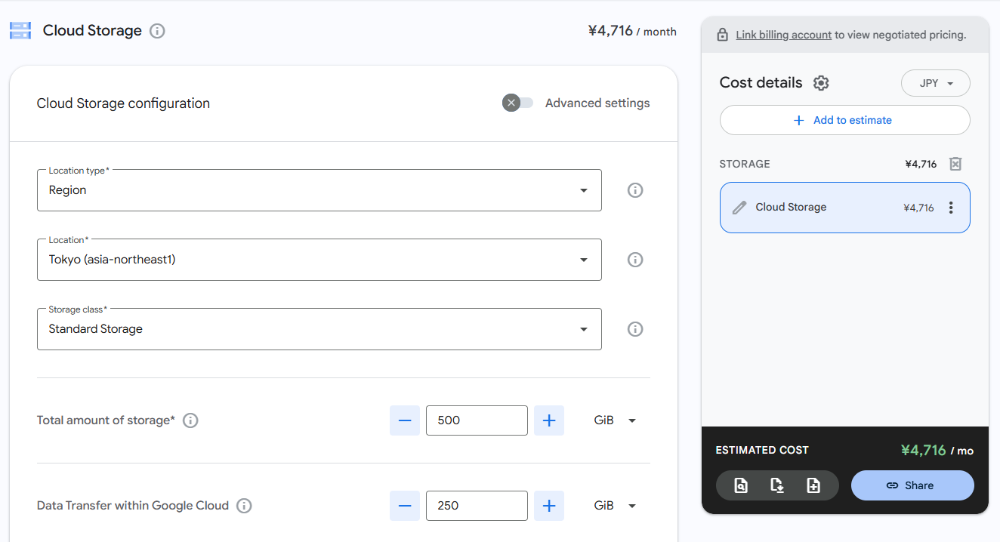 Cloud Storage
¥4,716 / month
Cloud Storage configuration
Advanced settings
Location type*
Region
Location*
Tokyo (asia-northeast1)
Storage class*
Standard Storage
Total amount of storage*
500
GiB
Data Transfer within Google Cloud
250
GiB
Link billing account to view negotiated pricing.
Cost details
JPY
+ Add to estimate
STORAGE
¥4,716
Cloud Storage
¥4,716
ESTIMATED COST
¥4,716 / mo
Share